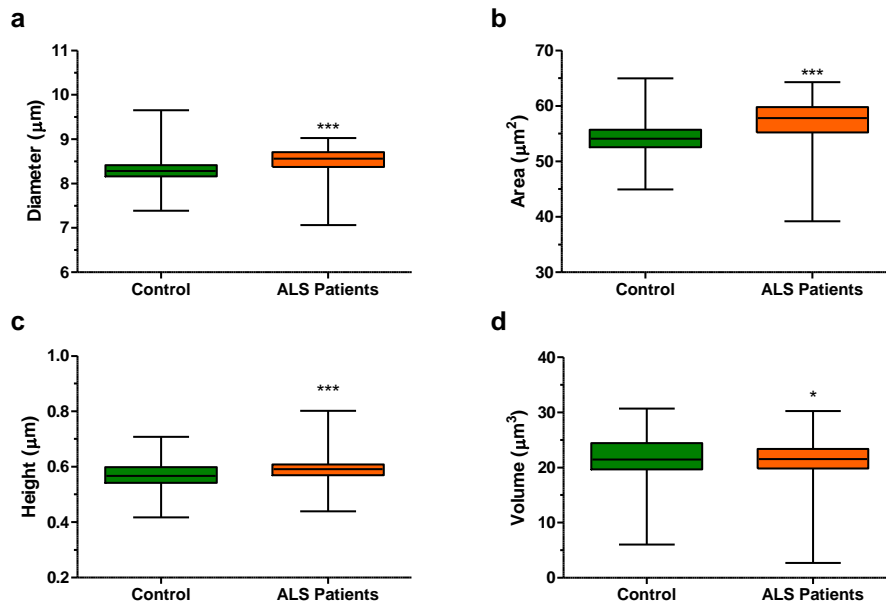 a
11
10
9
8
7
6
Diameter (μm)
***
Control
ALS Patients
b
70
60
50
40
30
Area (μm²)
***
Control
ALS Patients
c
1.0
0.8
0.6
0.4
0.2
Height (μm)
***
Control
ALS Patients
d
40
30
20
10
0
Volume (μm³)
*
Control
ALS Patients